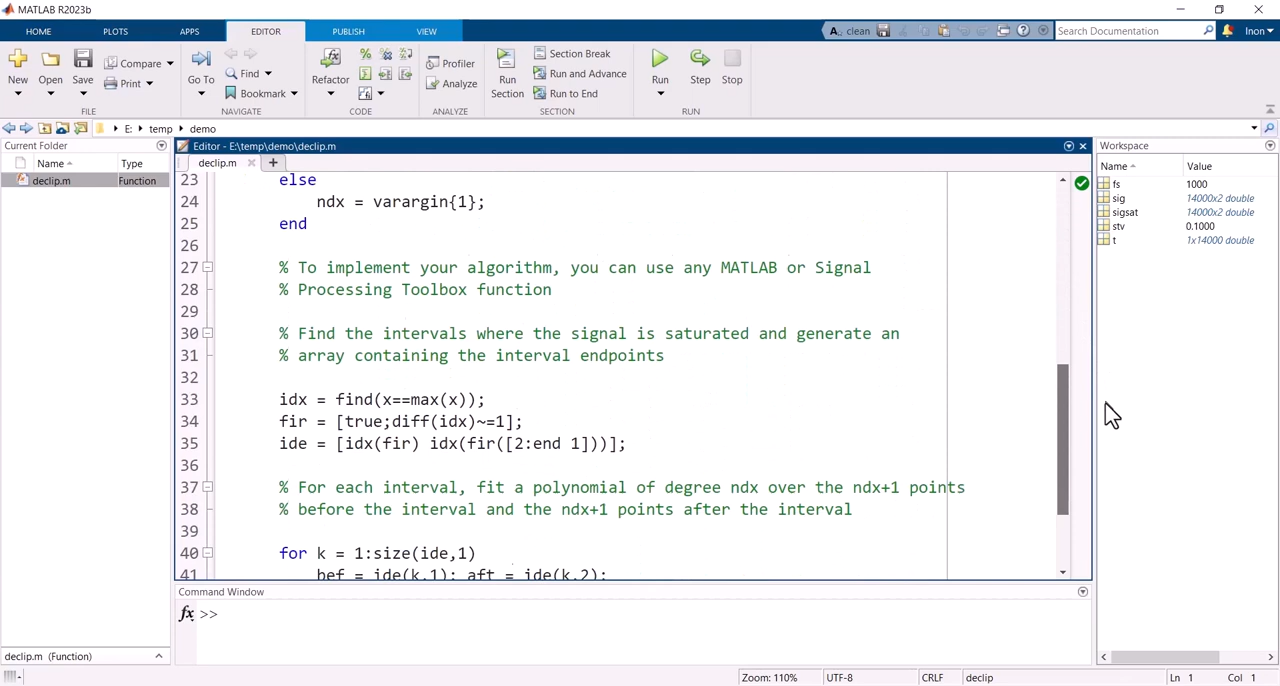 MATLAB R2023b
HOME PLOTS APPS EDITOR PUBLISH VIEW
clean
Search Documentation
Inon
New Open Save Compare Print
FILE
Go To Find Bookmark
NAVIGATE
Refactor
CODE
Profiler Analyze
ANALYZE
Run Section
Section Break
Run and Advance
Run to End
SECTION
Run Step Stop
RUN
E: temp demo
Current Folder
Name Type
declip.m Function
Editor - E:\temp\demo\declip.m
declip.m
23 else
24 ndx = varargin{1};
25 end
26
27 % To implement your algorithm, you can use any MATLAB or Signal
28 % Processing Toolbox function
29
30 % Find the intervals where the signal is saturated and generate an
31 % array containing the interval endpoints
32
33 idx = find(x==max(x));
34 fir = [true;diff(idx)~=1];
35 ide = [idx(fir) idx(fir([2:end 1]))];
36
37 % For each interval, fit a polynomial of degree ndx over the ndx+1 points
38 % before the interval and the ndx+1 points after the interval
39
40 for k = 1:size(ide,1)
41 bef = ide(k,1); aft = ide(k,2);
Workspace
Name Value
fs 1000
sig 14000x2 double
sigsat 14000x2 double
stv 0.1000
t 1x14000 double
Command Window
fx >>
declip.m (Function)
Zoom: 110% UTF-8 CRLF declip Ln 1 Col 1